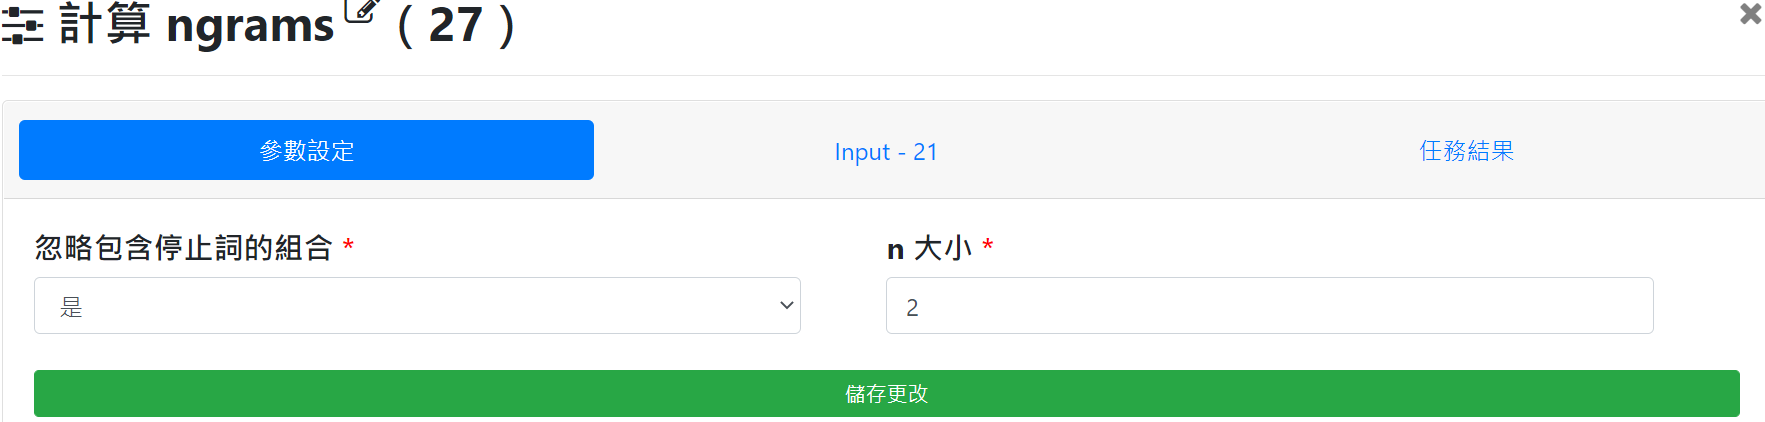 計算 ngrams ( 27 )
參數設定 Input - 21 任務結果
忽略包含停止詞的組合 * n 大小 *
是 2
儲存更改